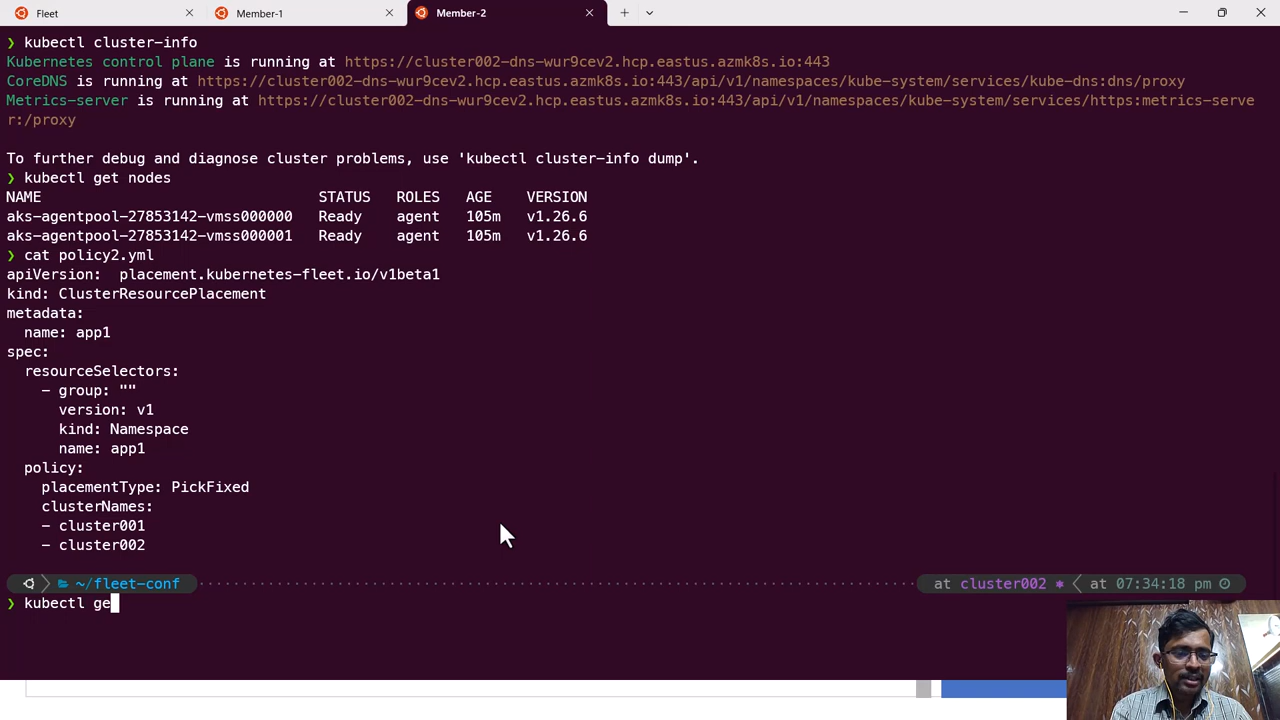 Fleet
Member-1
Member-2
❯ kubectl cluster-info
Kubernetes control plane is running at https://cluster002-dns-wur9cev2.hcp.eastus.azmk8s.io:443
CoreDNS is running at https://cluster002-dns-wur9cev2.hcp.eastus.azmk8s.io:443/api/v1/namespaces/kube-system/services/kube-dns:dns/proxy
Metrics-server is running at https://cluster002-dns-wur9cev2.hcp.eastus.azmk8s.io:443/api/v1/namespaces/kube-system/services/https:metrics-serve
r:/proxy
To further debug and diagnose cluster problems, use 'kubectl cluster-info dump'.
❯ kubectl get nodes
NAME STATUS ROLES AGE VERSION
aks-agentpool-27853142-vmss000000 Ready agent 105m v1.26.6
aks-agentpool-27853142-vmss000001 Ready agent 105m v1.26.6
❯ cat policy2.yml
apiVersion:  placement.kubernetes-fleet.io/v1beta1
kind: ClusterResourcePlacement
metadata:
  name: app1
spec:
  resourceSelectors:
    - group: ""
      version: v1
      kind: Namespace
      name: app1
  policy:
    placementType: PickFixed
    clusterNames:
    - cluster001
    - cluster002
~/fleet-conf at cluster002 ⎈ at 07:34:18 pm
❯ kubectl ge